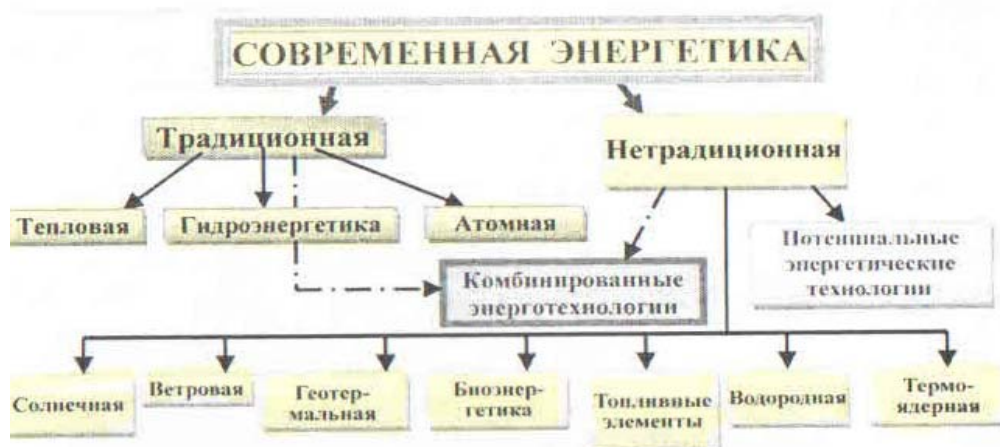 СОВРЕМЕННАЯ ЭНЕРГЕТИКА
Традиционная
Нетрадиционная
Тепловая
Гидроэнергетика
Атомная
Потенциальные
энергетические
технологии
Комбинированные
энерготехнологии
Солнечная
Ветровая
Геотер-
мальная
Биоэнер-
гетика
Топливные
элементы
Водородная
Термо-
ядерная